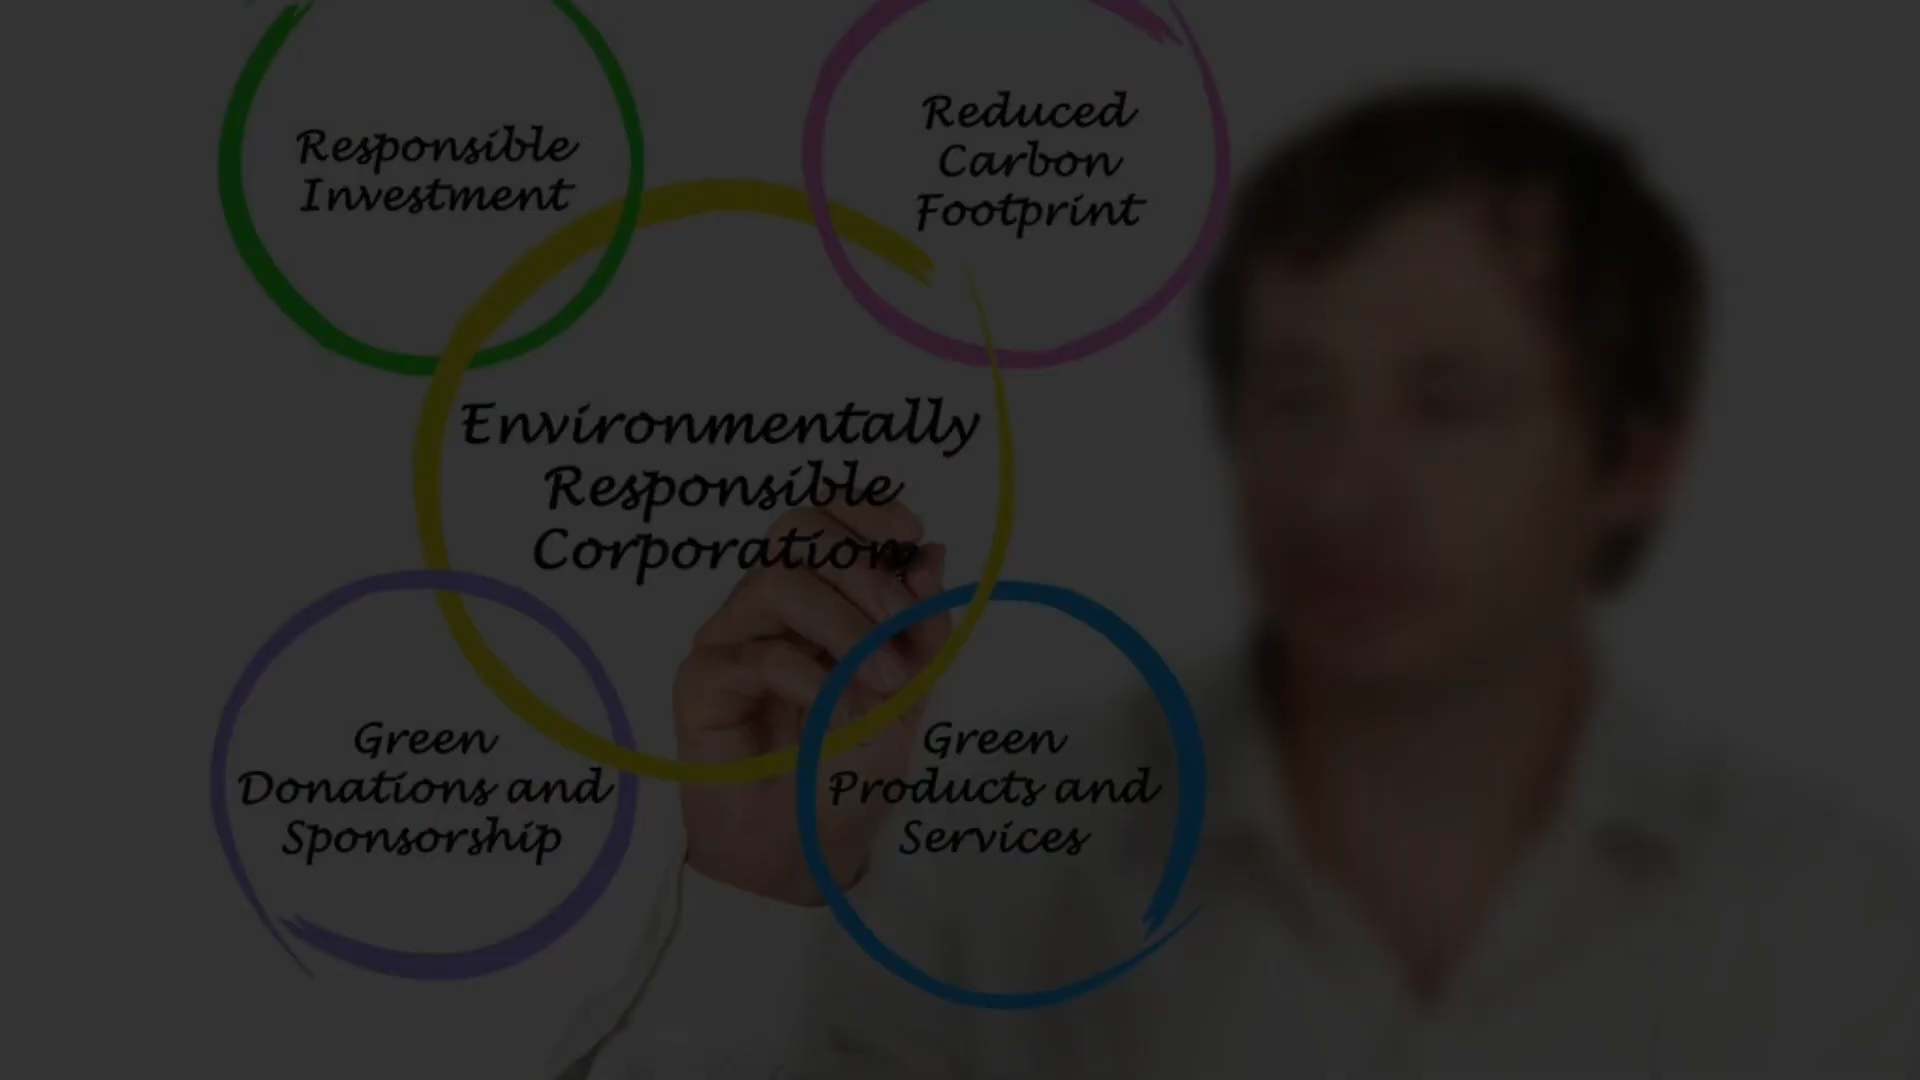 Responsible
Investment
Reduced
Carbon
Footprint
Environmentally
Responsible
Corporation
Green
Donations and
Sponsorship
Green
Products and
Services